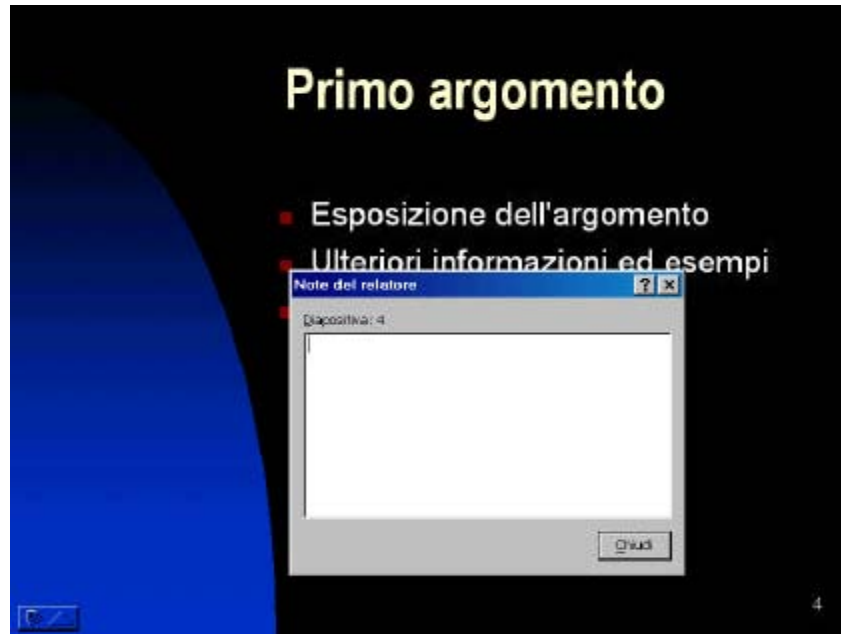 Primo argomento
Esposizione dell'argomento
Ulteriori informazioni ed esempi
Note del relatore
Diapositiva: 4
Chiudi
4